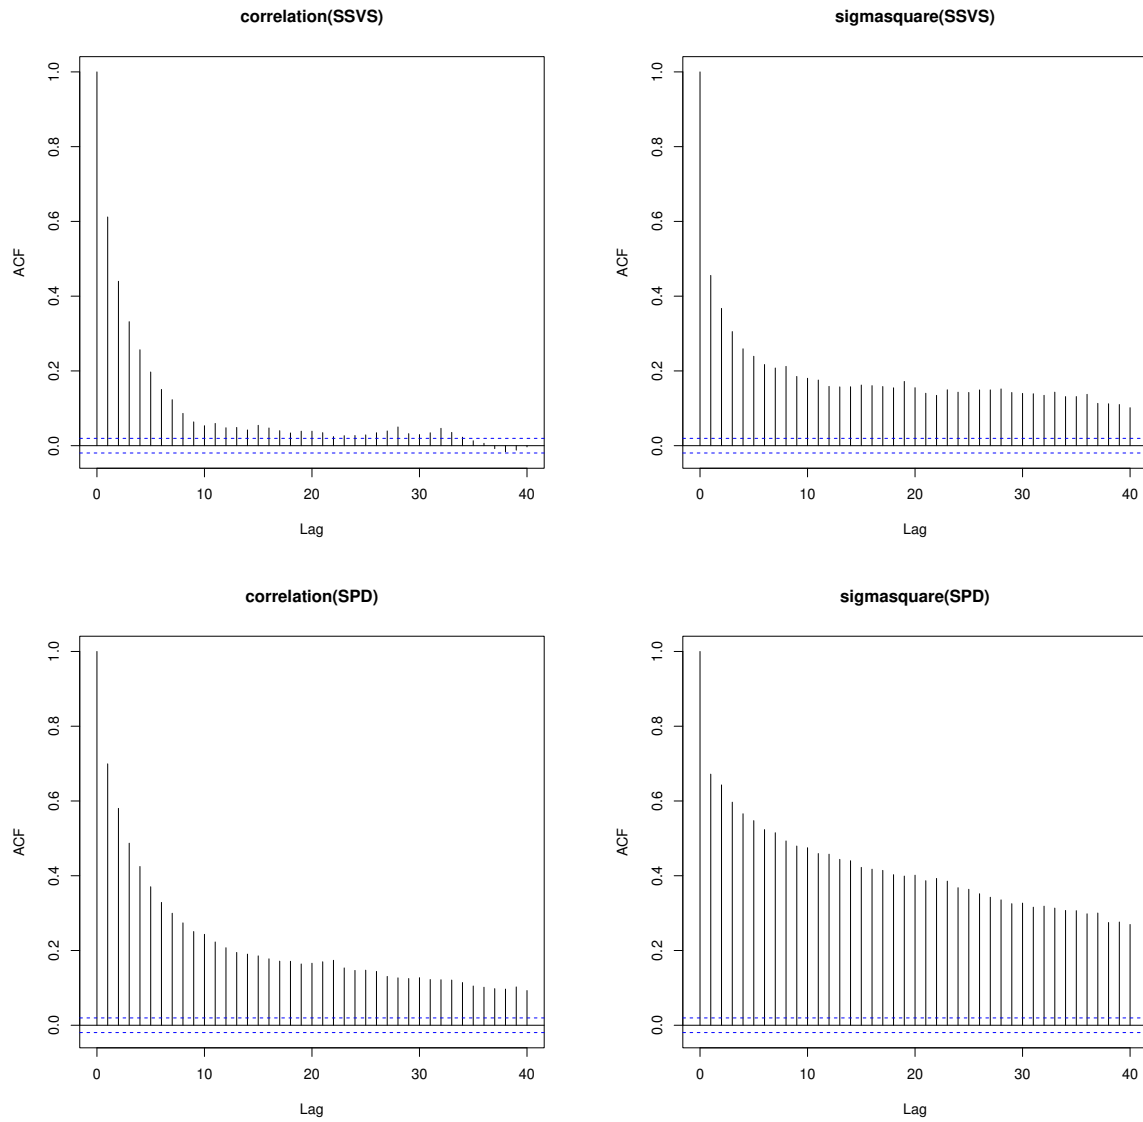 correlation(SSVS)
ACF
0.0 0.2 0.4 0.6 0.8 1.0
0 10 20 30 40
Lag
sigmasquare(SSVS)
ACF
0.0 0.2 0.4 0.6 0.8 1.0
0 10 20 30 40
Lag
correlation(SPD)
ACF
0.0 0.2 0.4 0.6 0.8 1.0
0 10 20 30 40
Lag
sigmasquare(SPD)
ACF
0.0 0.2 0.4 0.6 0.8 1.0
0 10 20 30 40
Lag